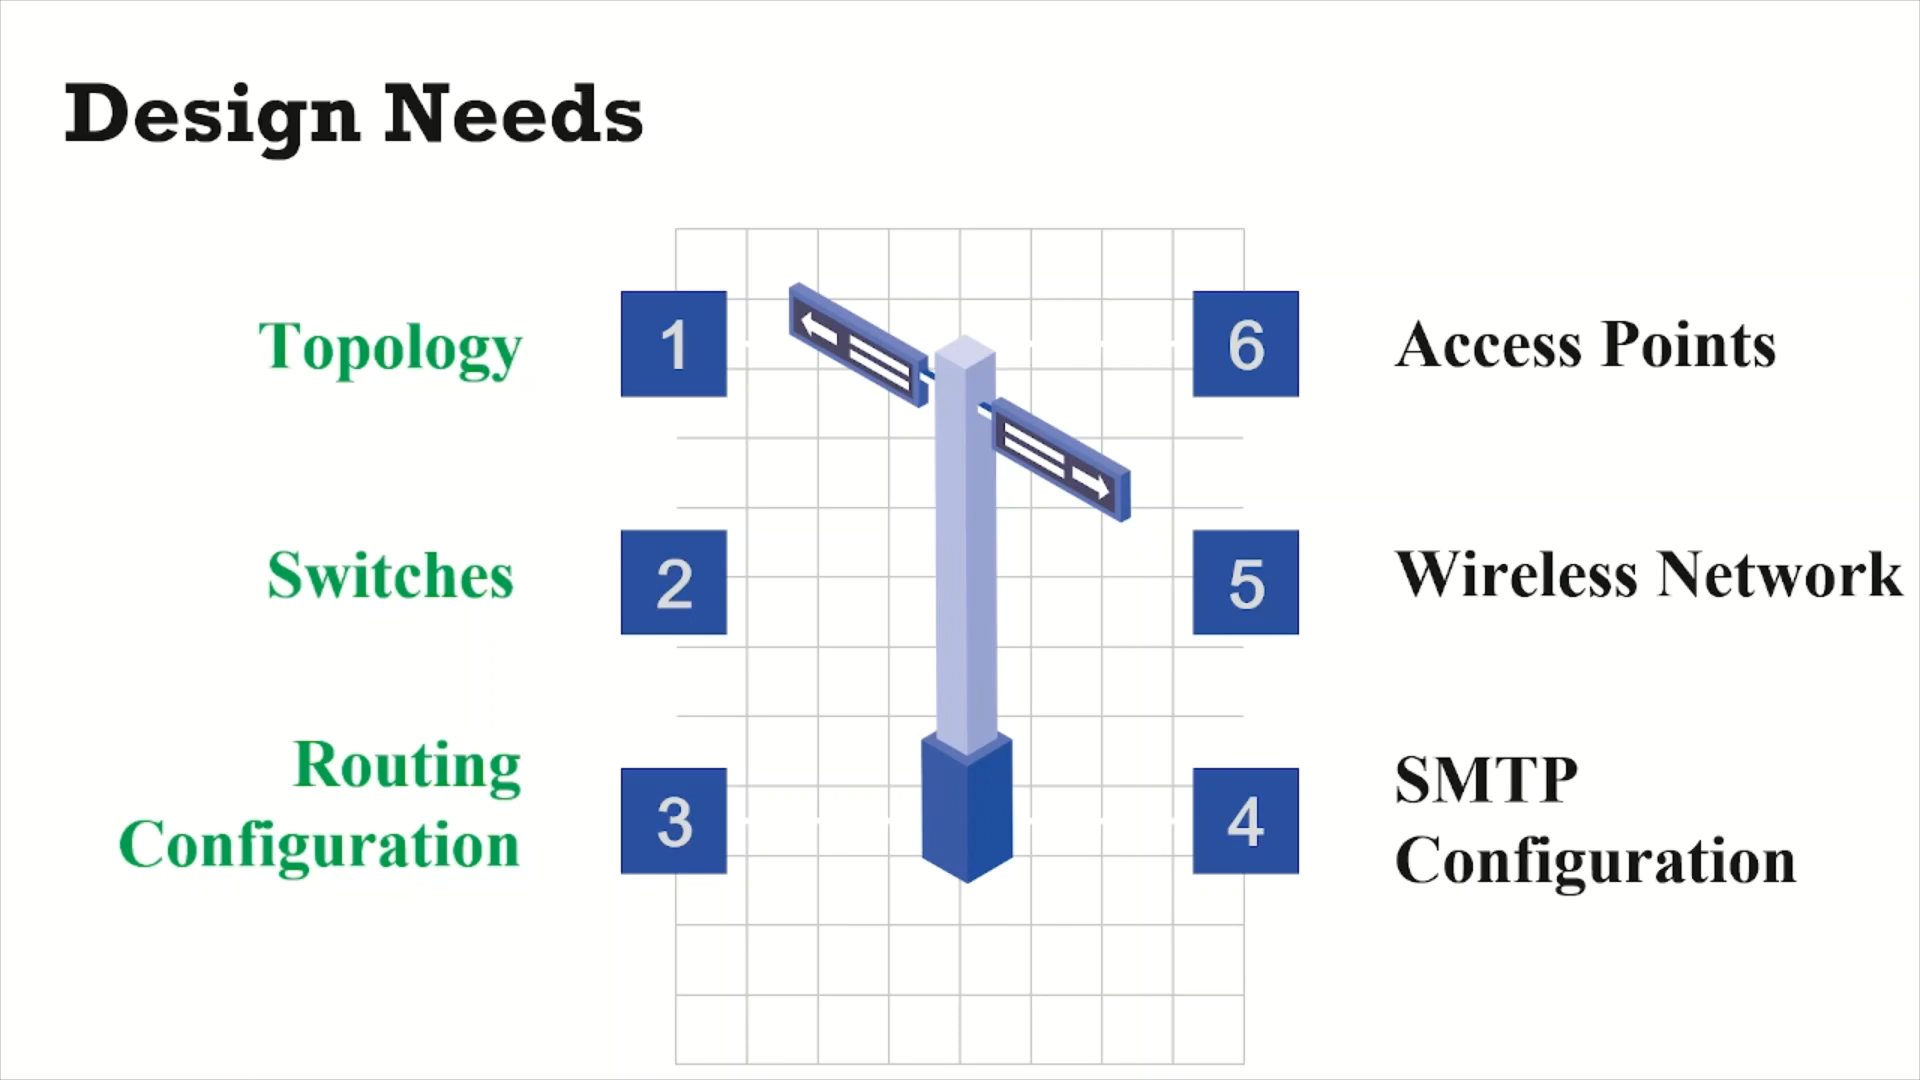 Design Needs
Topology
1
6
Access Points
Switches
2
5
Wireless Network
Routing
Configuration
3
4
SMTP
Configuration